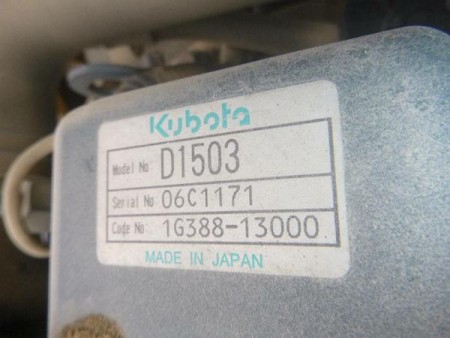 Kubota
Model No D1503
Serial No 06C1171
Code No 1G388-13000
MADE IN JAPAN